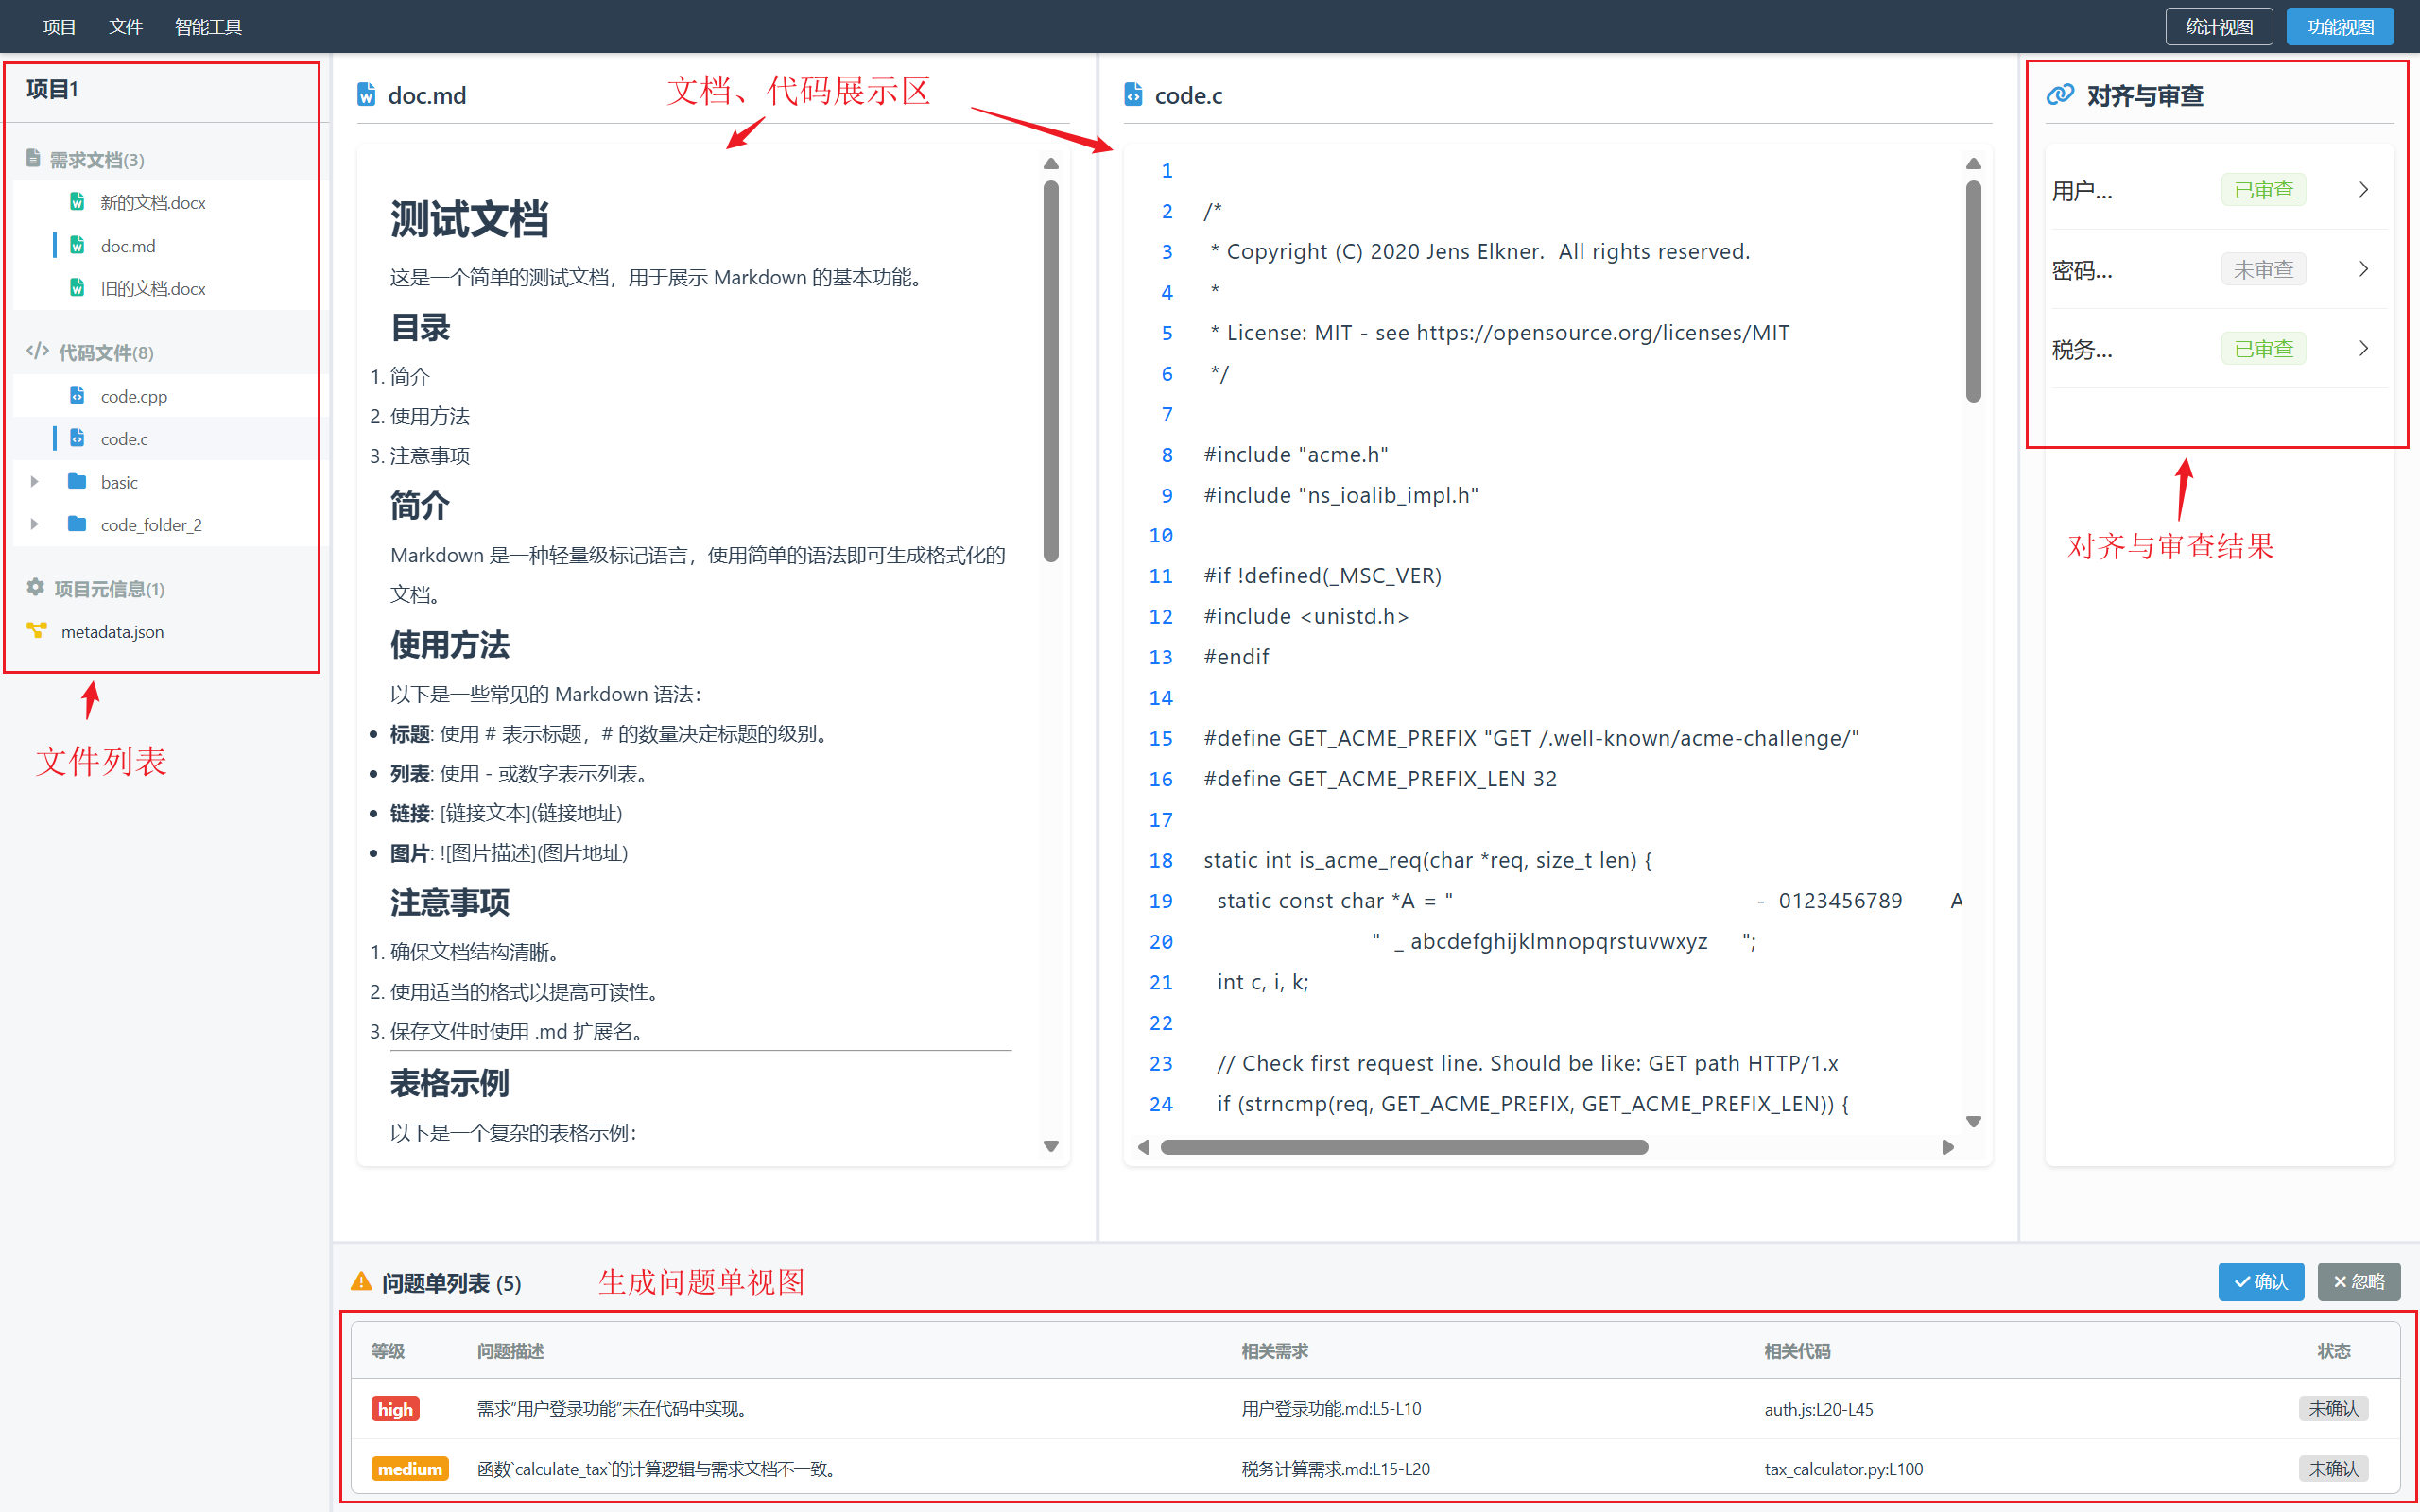 项目 文件 智能工具 统计视图 功能视图
项目1
需求文档(3)
新的文档.docx
doc.md
旧的文档.docx
代码文件(8)
code.cpp
code.c
basic
code_folder_2
项目元信息(1)
metadata.json
文件列表
doc.md
文档、代码展示区
测试文档
这是一个简单的测试文档，用于展示 Markdown 的基本功能。
目录
1. 简介
2. 使用方法
3. 注意事项
简介
Markdown 是一种轻量级标记语言，使用简单的语法即可生成格式化的
文档。
使用方法
以下是一些常见的 Markdown 语法：
• 标题: 使用 # 表示标题，# 的数量决定标题的级别。
• 列表: 使用 - 或数字表示列表。
• 链接: [链接文本](链接地址)
• 图片: ![图片描述](图片地址)
注意事项
1. 确保文档结构清晰。
2. 使用适当的格式以提高可读性。
3. 保存文件时使用 .md 扩展名。
表格示例
以下是一个复杂的表格示例：
code.c
1
2 /*
3 * Copyright (C) 2020 Jens Elkner.  All rights reserved.
4 *
5 * License: MIT - see https://opensource.org/licenses/MIT
6 */
7
8 #include "acme.h"
9 #include "ns_ioalib_impl.h"
10
11 #if !defined(_MSC_VER)
12 #include <unistd.h>
13 #endif
14
15 #define GET_ACME_PREFIX "GET /.well-known/acme-challenge/"
16 #define GET_ACME_PREFIX_LEN 32
17
18 static int is_acme_req(char *req, size_t len) {
19 static const char *A = "                                             -  0123456789       A
20                         "  _ abcdefghijklmnopqrstuvwxyz     ";
21 int c, i, k;
22
23 // Check first request line. Should be like: GET path HTTP/1.x
24 if (strncmp(req, GET_ACME_PREFIX, GET_ACME_PREFIX_LEN)) {
对齐与审查
用户... 已审查
密码... 未审查
税务... 已审查
对齐与审查结果
问题单列表 (5) 生成问题单视图 确认 忽略
等级 问题描述 相关需求 相关代码 状态
high 需求“用户登录功能”未在代码中实现。 用户登录功能.md:L5-L10 auth.js:L20-L45 未确认
medium 函数`calculate_tax`的计算逻辑与需求文档不一致。 税务计算需求.md:L15-L20 tax_calculator.py:L100 未确认